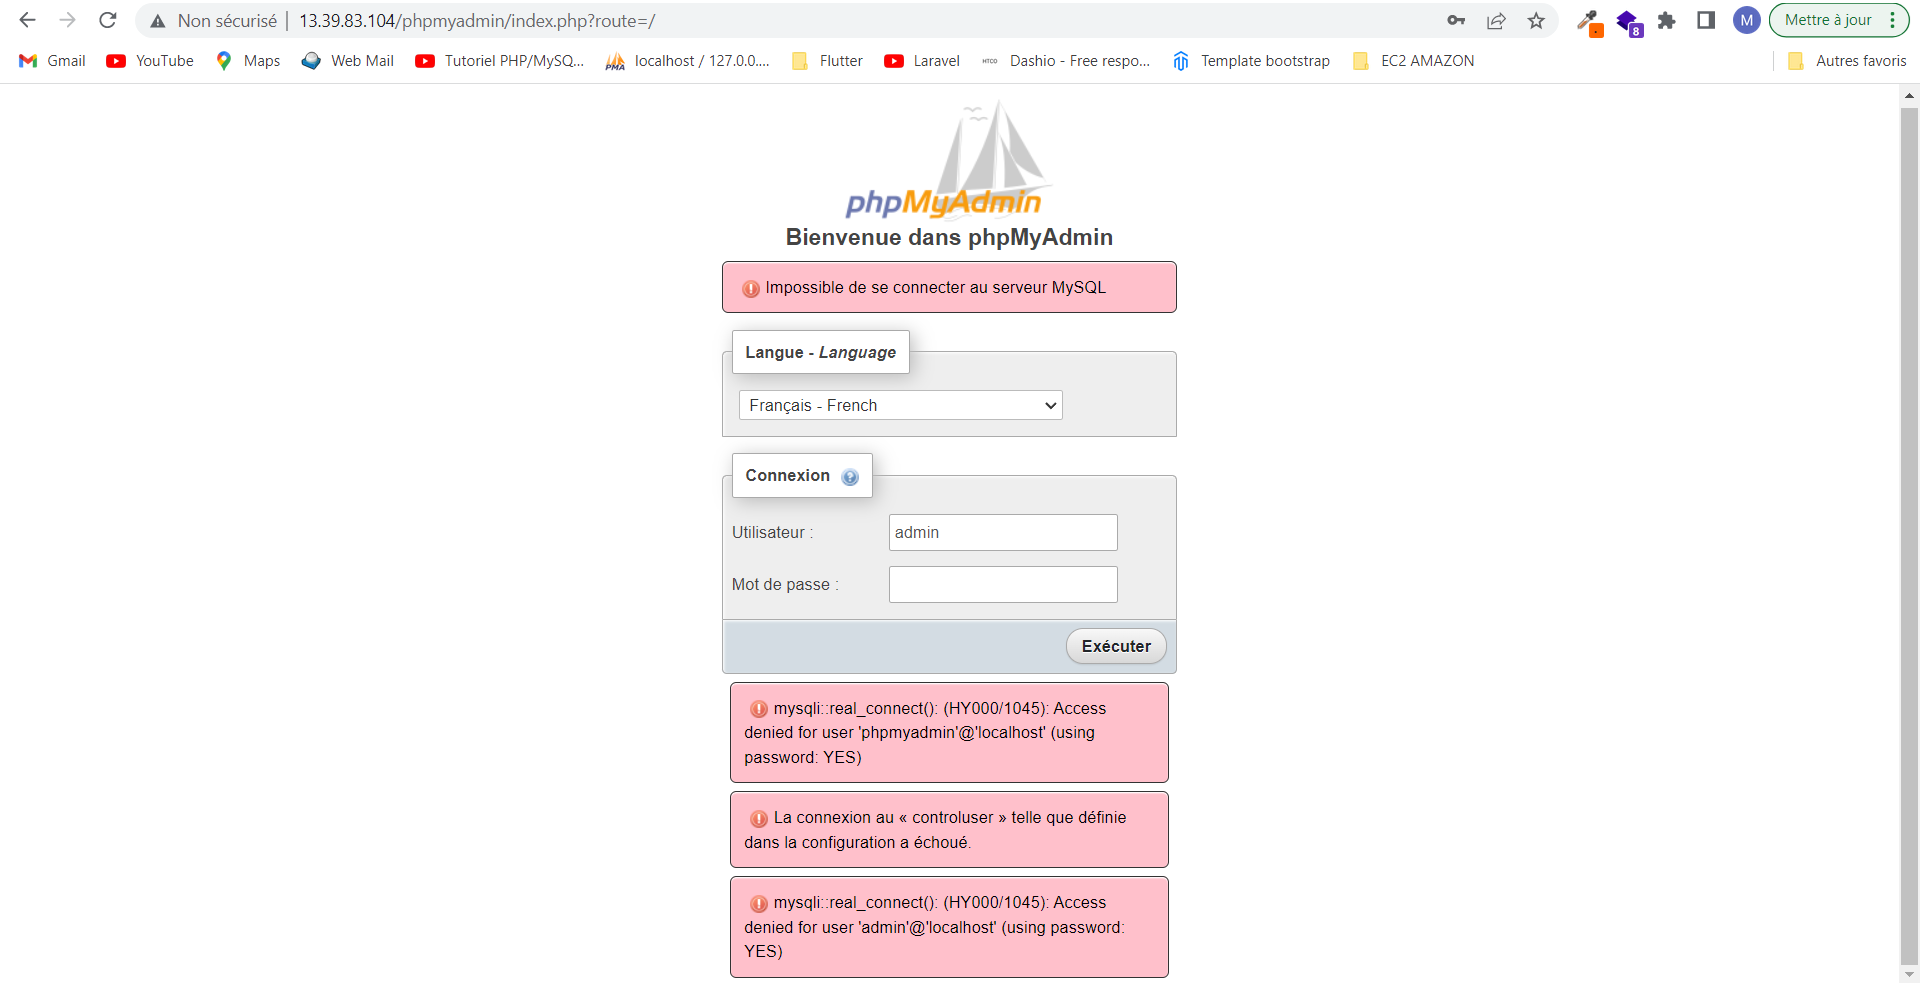 Non sécurisé | 13.39.83.104/phpmyadmin/index.php?route=/
8
M
Mettre à jour
Gmail
YouTube
Maps
Web Mail
Tutoriel PHP/MySQ...
PMA
localhost / 127.0.0....
Flutter
Laravel
HTCO
Dashio - Free respo...
Template bootstrap
EC2 AMAZON
Autres favoris
phpMyAdmin
Bienvenue dans phpMyAdmin
Impossible de se connecter au serveur MySQL
Langue - Language
Français - French
Connexion
Utilisateur :
admin
Mot de passe :
Exécuter
mysqli::real_connect(): (HY000/1045): Access
denied for user 'phpmyadmin'@'localhost' (using
password: YES)
La connexion au « controluser » telle que définie
dans la configuration a échoué.
mysqli::real_connect(): (HY000/1045): Access
denied for user 'admin'@'localhost' (using password:
YES)